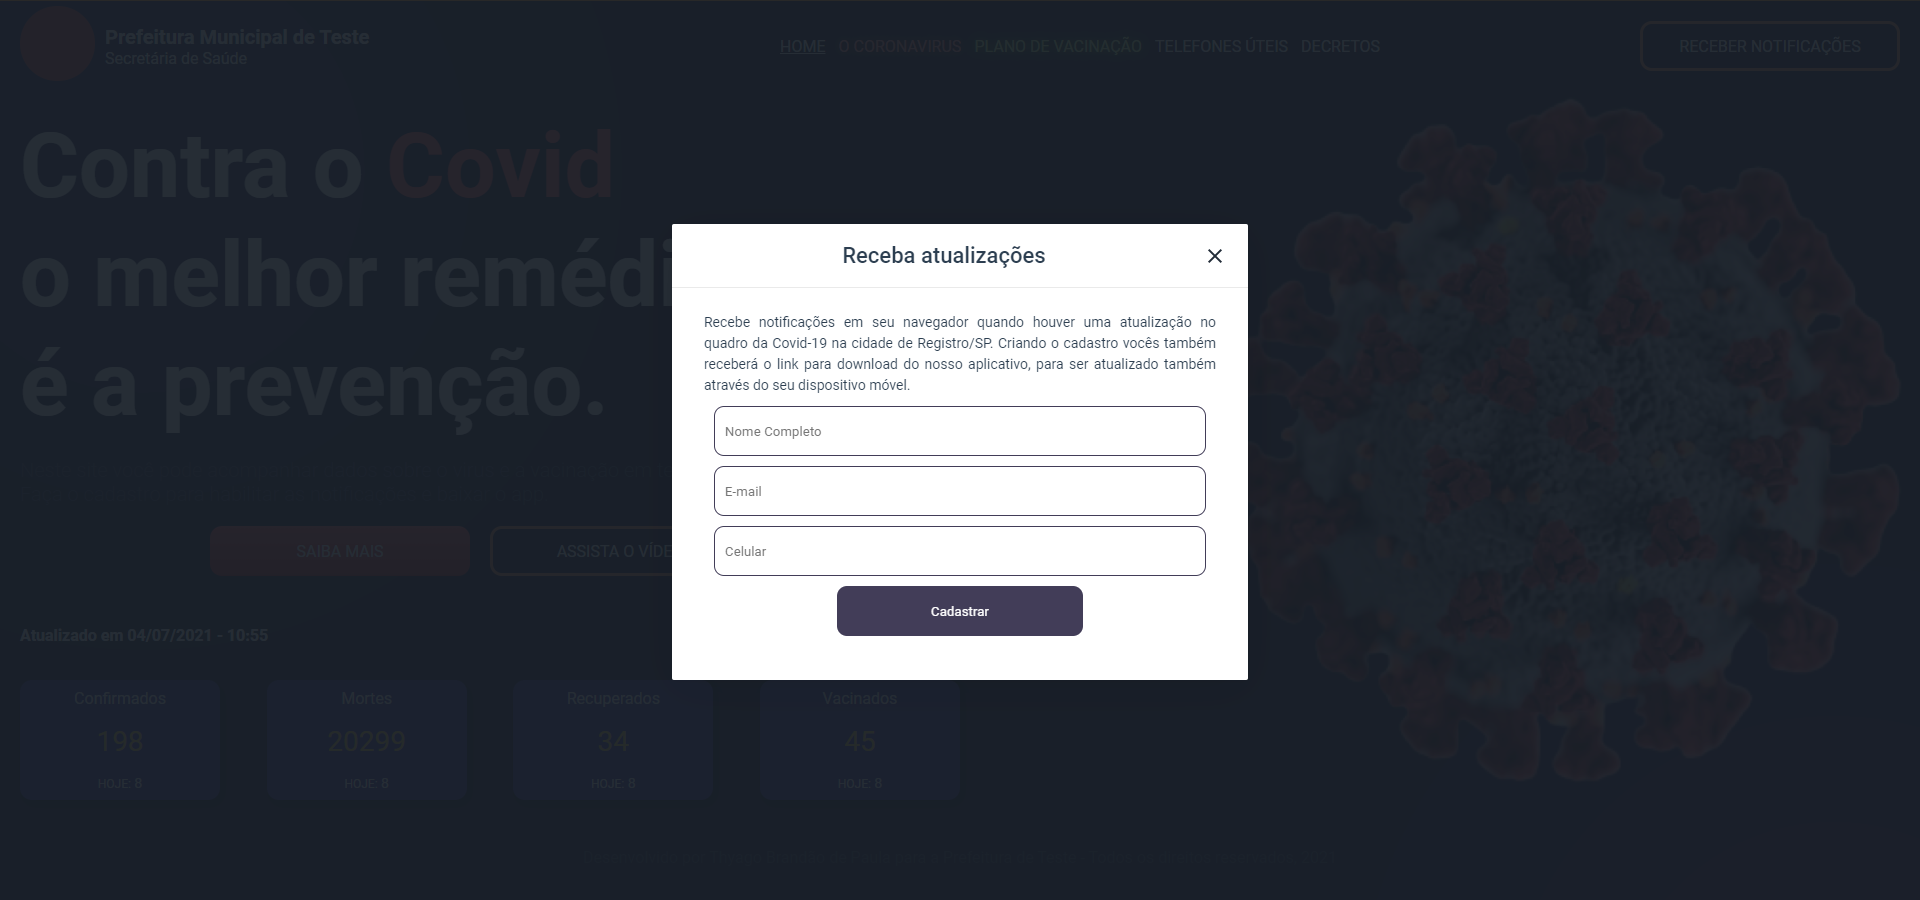 Prefeitura Municipal de Teste
Secretária de Saúde
HOME O CORONAVIRUS PLANO DE VACINAÇÃO TELEFONES ÚTEIS DECRETOS
RECEBER NOTIFICAÇÕES
Contra o Covid
o melhor remédi
é a prevenção.
SAIBA MAIS
ASSISTA O VÍDE
Atualizado em 04/07/2021 - 10:55
Confirmados
198
HOJE: 8
Mortes
20299
HOJE: 8
Recuperados
34
HOJE: 8
Vacinados
45
HOJE: 8
Receba atualizações
Recebe notificações em seu navegador quando houver uma atualização no
quadro da Covid-19 na cidade de Registro/SP. Criando o cadastro vocês também
receberá o link para download do nosso aplicativo, para ser atualizado também
através do seu dispositivo móvel.
Nome Completo
E-mail
Celular
Cadastrar